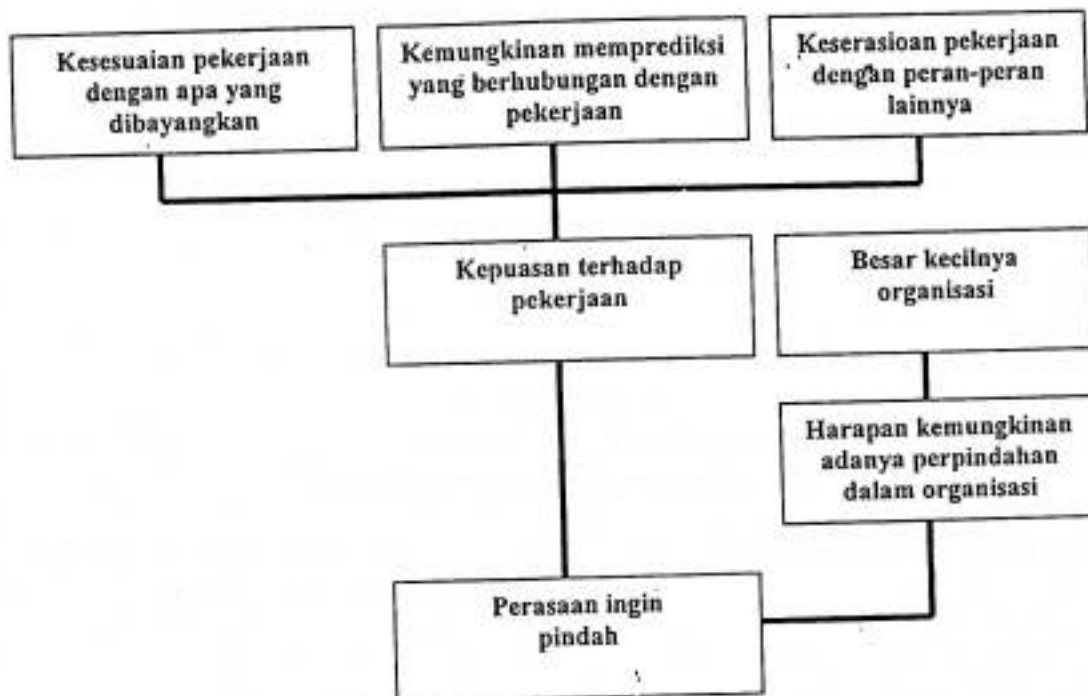 Kesesuaian pekerjaan
dengan apa yang
dibayangkan
Kemungkinan memprediksi
yang berhubungan dengan
pekerjaan
Keserasioan pekerjaan
dengan peran-peran
lainnya
Kepuasan terhadap
pekerjaan
Besar kecilnya
organisasi
Harapan kemungkinan
adanya perpindahan
dalam organisasi
Perasaan ingin
pindah